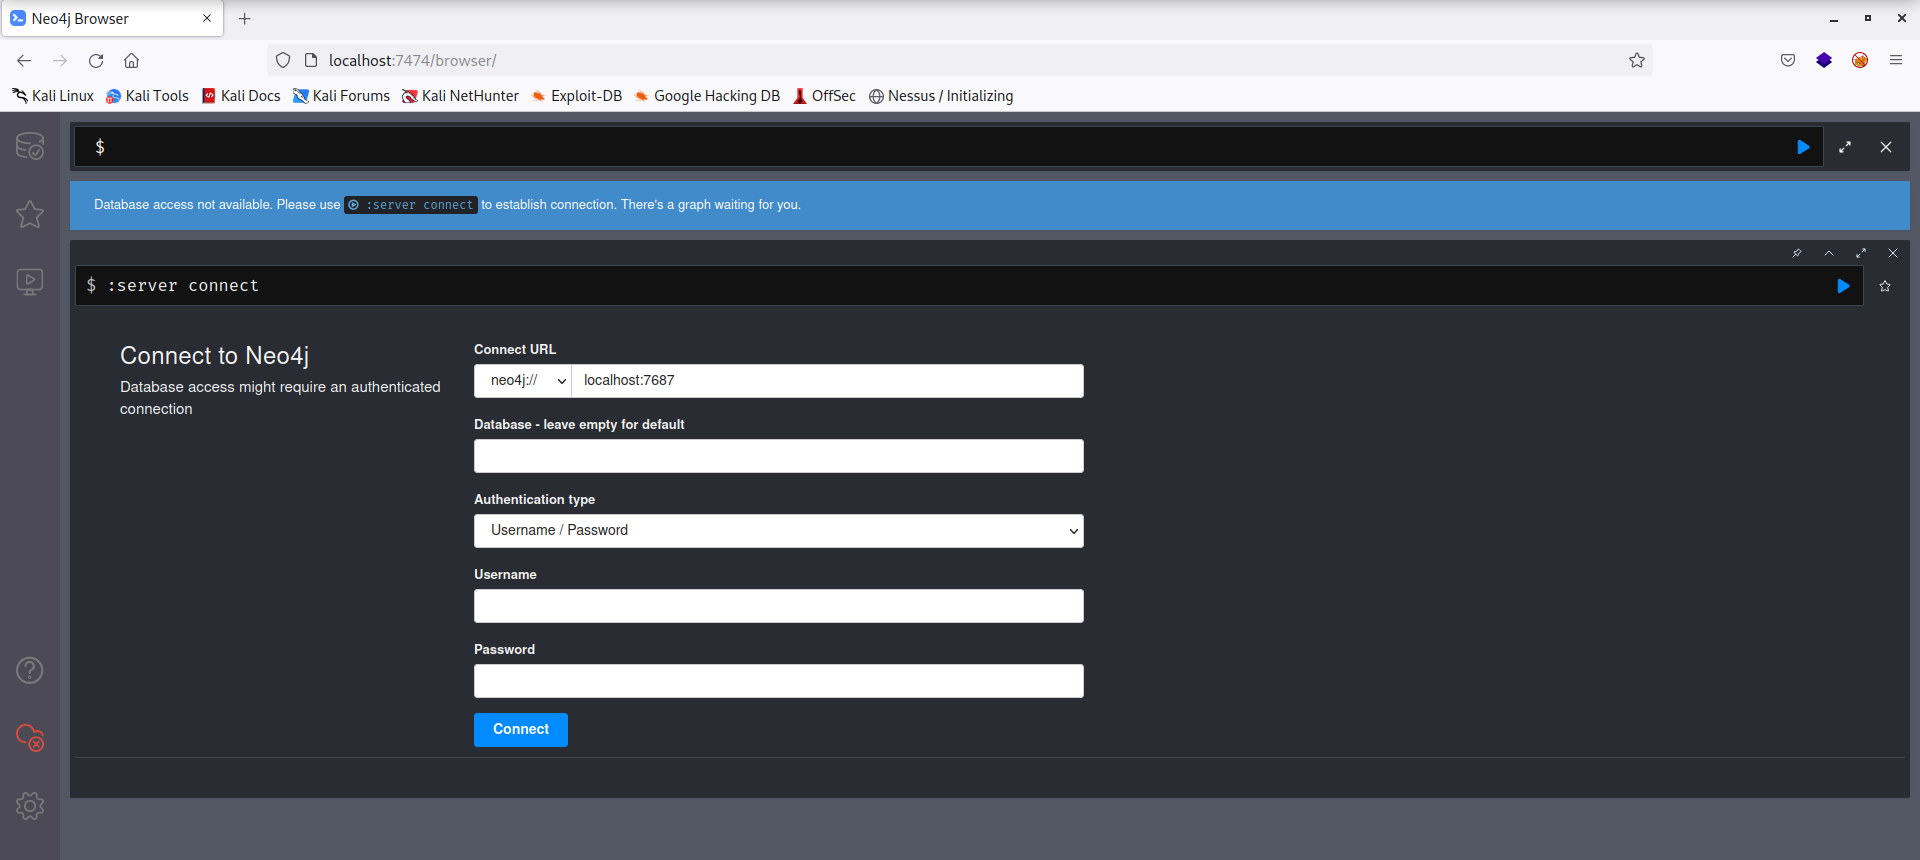 Neo4j Browser
localhost:7474/browser/
Kali Linux Kali Tools Kali Docs Kali Forums Kali NetHunter Exploit-DB Google Hacking DB OffSec Nessus / Initializing
$
Database access not available. Please use :server connect to establish connection. There's a graph waiting for you.
$ :server connect
Connect to Neo4j
Database access might require an authenticated
connection
Connect URL
neo4j:// localhost:7687
Database - leave empty for default
Authentication type
Username / Password
Username
Password
Connect